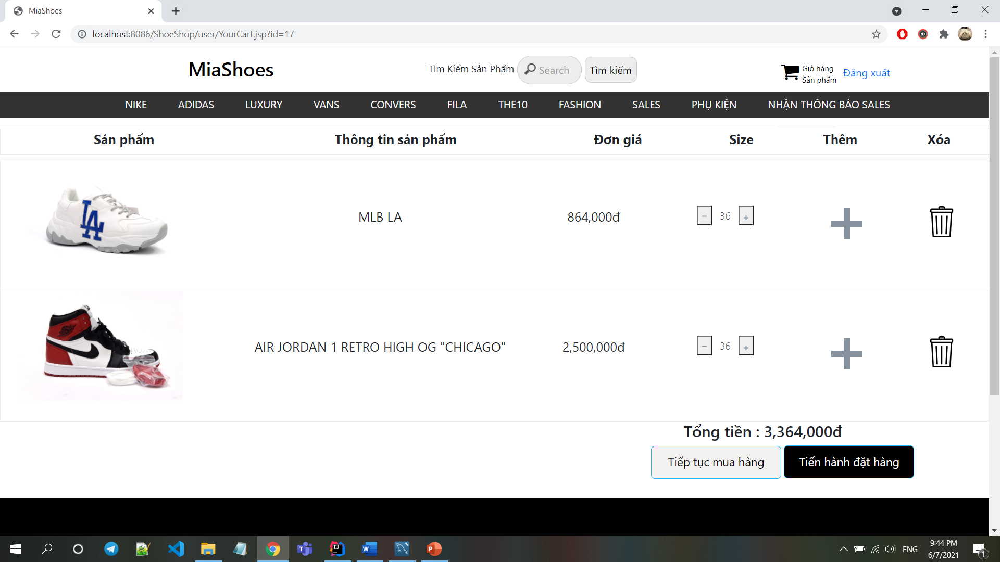 MiaShoes
localhost:8086/ShoeShop/user/YourCart.jsp?id=17
MiaShoes
Tìm Kiếm Sản Phẩm
Search
Tìm kiếm
Giỏ hàng
Sản phẩm
Đăng xuất
NIKE ADIDAS LUXURY VANS CONVERS FILA THE10 FASHION SALES PHỤ KIỆN NHẬN THÔNG BÁO SALES
Sản phẩm Thông tin sản phẩm Đơn giá Size Thêm Xóa
LA
MLB LA 864,000đ − 36 +
AIR JORDAN 1 RETRO HIGH OG "CHICAGO" 2,500,000đ − 36 +
Tổng tiền : 3,364,000đ
Tiếp tục mua hàng Tiến hành đặt hàng
ENG
9:44 PM
6/7/2021
1